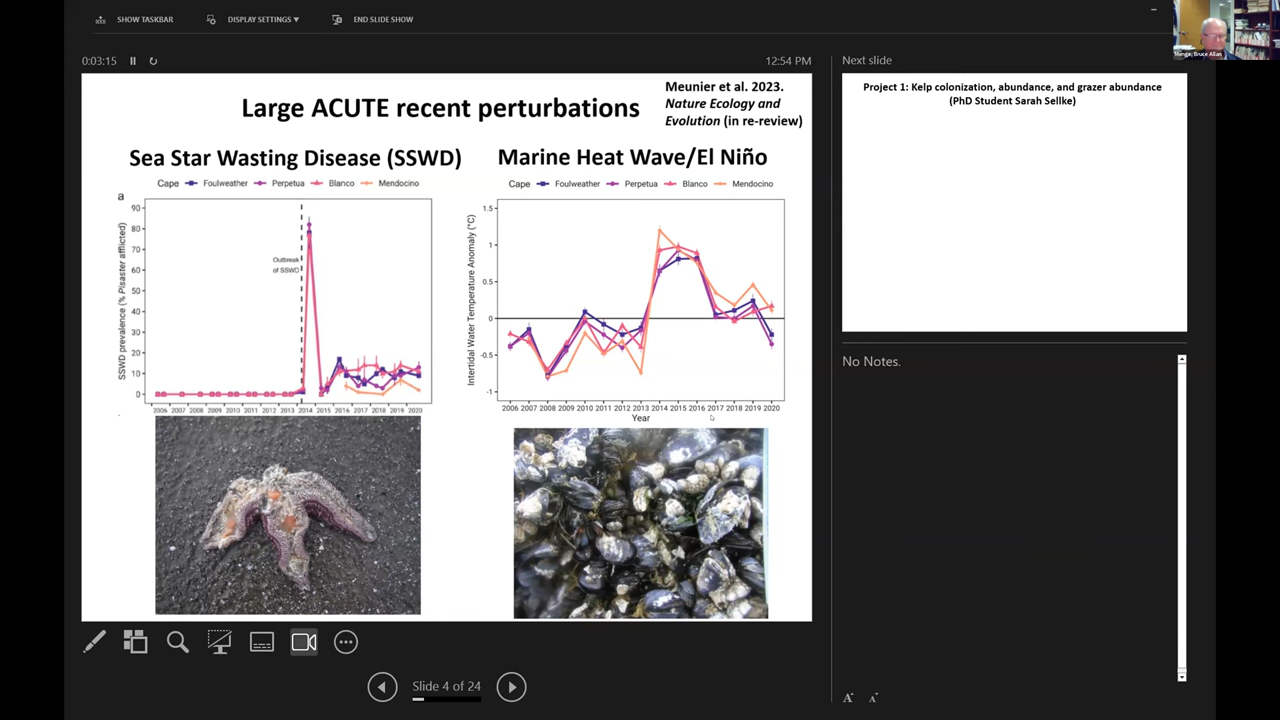 SHOW TASKBAR
DISPLAY SETTINGS ▼
END SLIDE SHOW
Menge, Bruce Allan
0:03:15
12:54 PM
Next slide
Large ACUTE recent perturbations
Meunier et al. 2023.
Nature Ecology and
Evolution (in re-review)
Sea Star Wasting Disease (SSWD)
Marine Heat Wave/El Niño
Cape Foulweather Perpetua Blanco Mendocino
Cape Foulweather Perpetua Blanco Mendocino
a
SSWD prevalence (% Pisaster afflicted)
90
80
70
60
50
40
30
20
10
0
Outbreak
of SSWD
2006 2007 2008 2009 2010 2011 2012 2013 2014 2015 2016 2017 2018 2019 2020
Intertidal Water Temperature Anomaly (°C)
1.5
1
0.5
0
-0.5
-1
2006 2007 2008 2009 2010 2011 2012 2013 2014 2015 2016 2017 2018 2019 2020
Year
Project 1: Kelp colonization, abundance, and grazer abundance
(PhD Student Sarah Sellke)
No Notes.
Slide 4 of 24
A
A